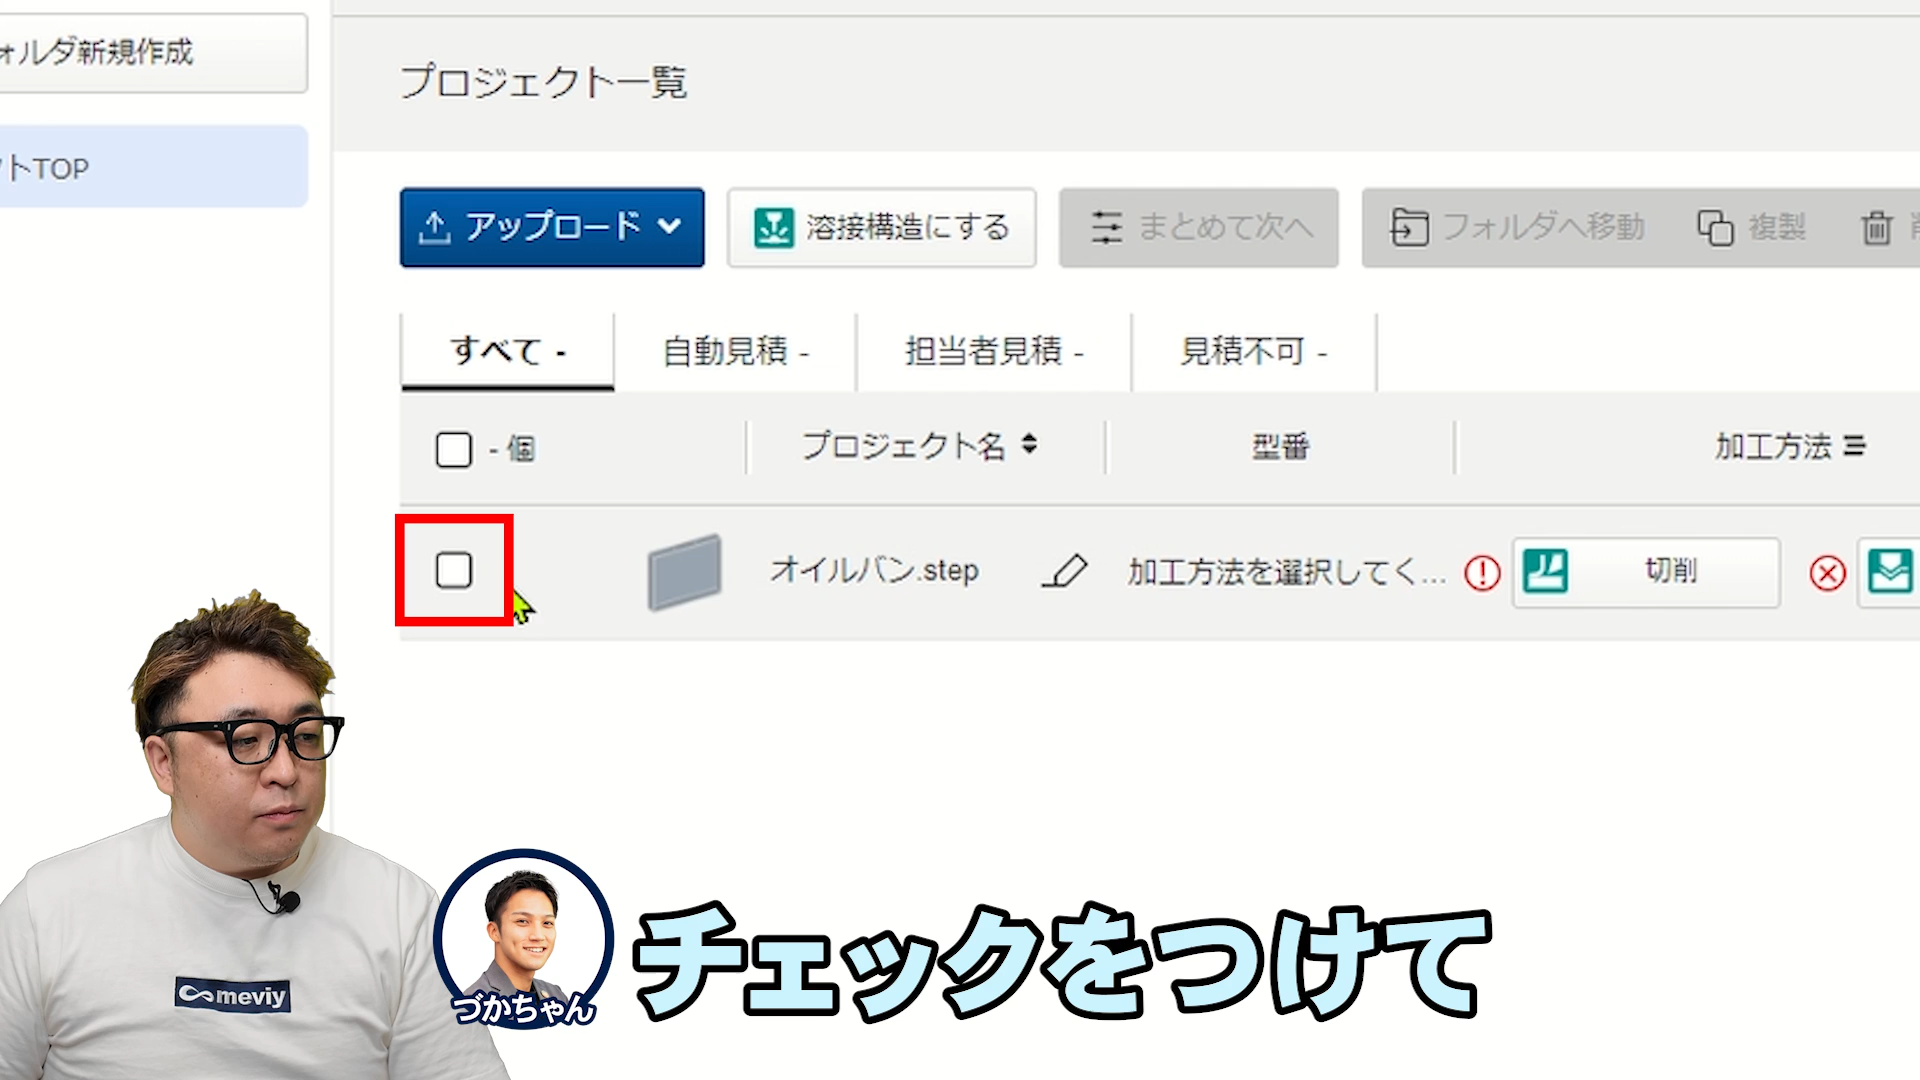 ォルダ新規作成
トTOP
プロジェクト一覧
アップロード
溶接構造にする
まとめて次へ
フォルダへ移動
複製
すべて -
自動見積 -
担当者見積 -
見積不可 -
- 個
プロジェクト名
型番
加工方法
オイルパン.step
加工方法を選択してく...
切削
meviy
づかちゃん
チェックをつけて